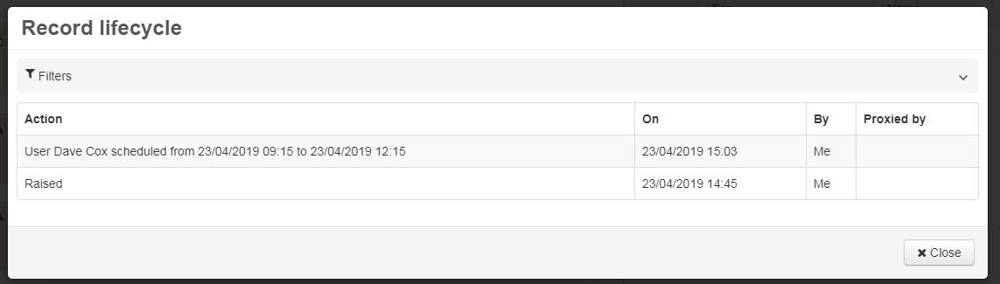 Record lifecycle
Filters
Action On By Proxied by
User Dave Cox scheduled from 23/04/2019 09:15 to 23/04/2019 12:15 23/04/2019 15:03 Me
Raised 23/04/2019 14:45 Me
Close